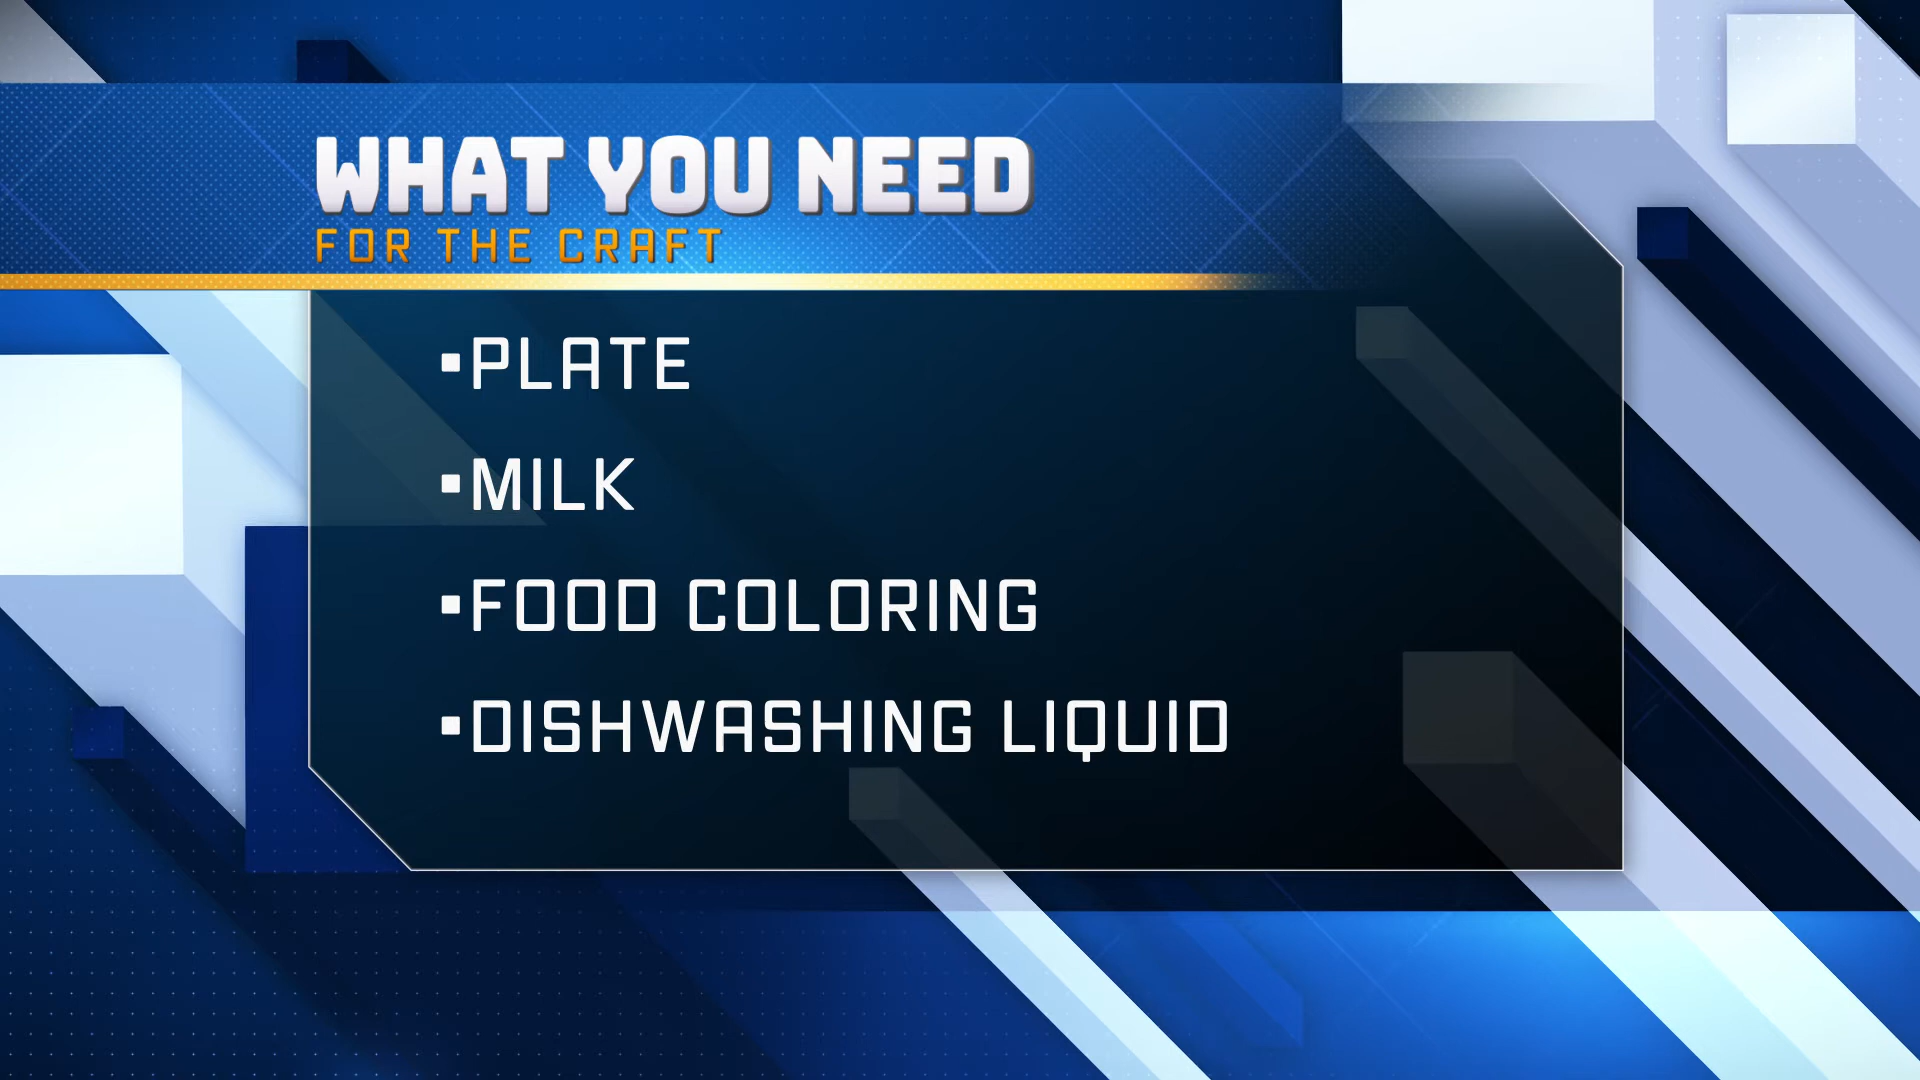 WHAT YOU NEED
FOR THE CRAFT
▪PLATE
▪MILK
▪FOOD COLORING
▪DISHWASHING LIQUID